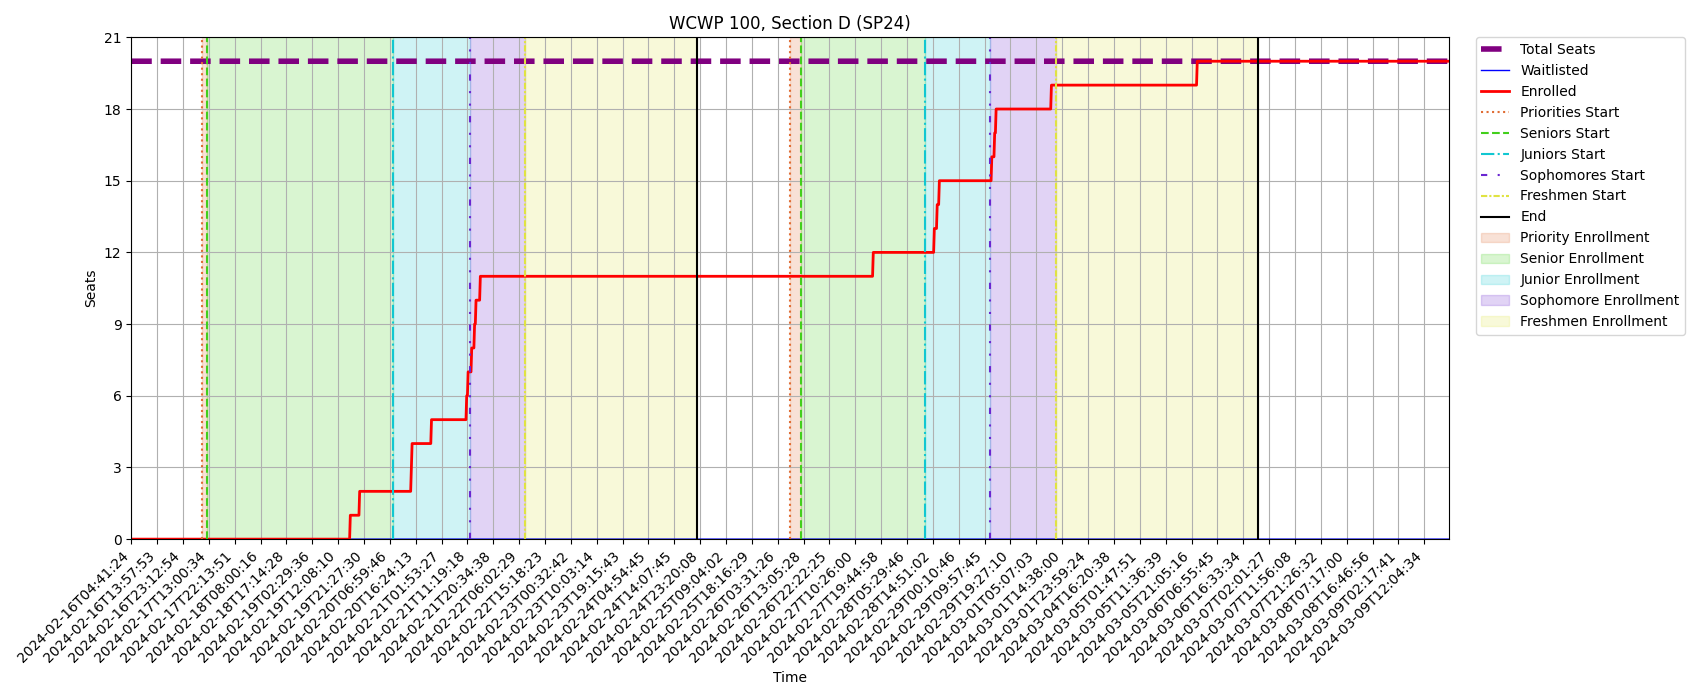 WCWP 100, Section D (SP24)
21
18
15
12
9
6
3
0
Seats
2024-02-16T04:41:24
2024-02-16T13:57:53
2024-02-16T23:12:54
2024-02-17T13:00:34
2024-02-17T22:13:51
2024-02-18T08:00:16
2024-02-18T17:14:28
2024-02-19T02:29:36
2024-02-19T12:08:10
2024-02-19T21:27:30
2024-02-20T06:59:46
2024-02-20T16:24:13
2024-02-21T01:53:27
2024-02-21T11:19:18
2024-02-21T20:34:38
2024-02-22T06:02:29
2024-02-22T15:18:23
2024-02-23T00:32:42
2024-02-23T10:03:14
2024-02-23T19:15:43
2024-02-24T04:54:45
2024-02-24T14:07:45
2024-02-24T23:20:08
2024-02-25T09:04:02
2024-02-25T18:16:29
2024-02-26T03:31:26
2024-02-26T13:05:28
2024-02-26T22:22:25
2024-02-27T10:26:00
2024-02-27T19:44:58
2024-02-28T05:29:46
2024-02-28T14:51:02
2024-02-29T00:10:46
2024-02-29T09:57:45
2024-02-29T19:27:10
2024-03-01T05:07:03
2024-03-01T14:38:00
2024-03-01T23:59:24
2024-03-04T16:20:38
2024-03-05T01:47:51
2024-03-05T11:36:39
2024-03-05T21:05:16
2024-03-06T06:55:45
2024-03-06T16:33:34
2024-03-07T02:01:27
2024-03-07T11:56:08
2024-03-07T21:26:32
2024-03-08T07:17:00
2024-03-08T16:46:56
2024-03-09T02:17:41
2024-03-09T12:04:34
Time
Total Seats
Waitlisted
Enrolled
Priorities Start
Seniors Start
Juniors Start
Sophomores Start
Freshmen Start
End
Priority Enrollment
Senior Enrollment
Junior Enrollment
Sophomore Enrollment
Freshmen Enrollment